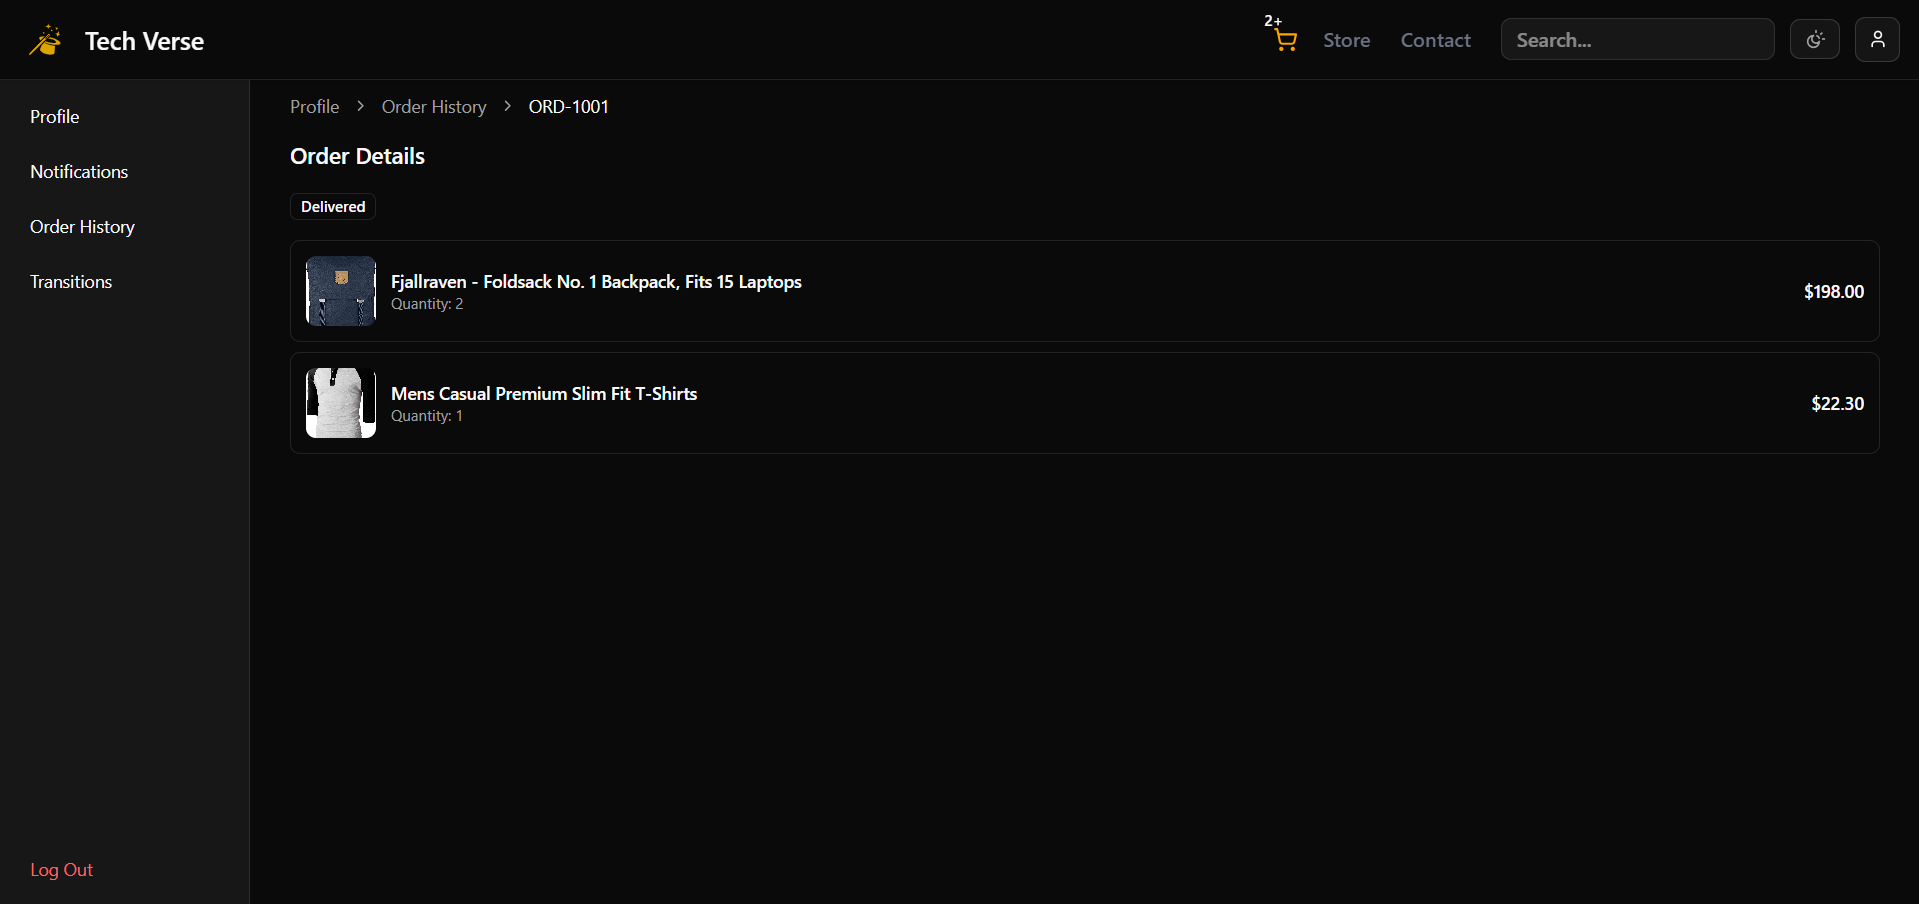 Tech Verse
2+
Store
Contact
Search...
Profile
Notifications
Order History
Transitions
Log Out
Profile > Order History > ORD-1001
Order Details
Delivered
Fjallraven - Foldsack No. 1 Backpack, Fits 15 Laptops
Quantity: 2
$198.00
Mens Casual Premium Slim Fit T-Shirts
Quantity: 1
$22.30